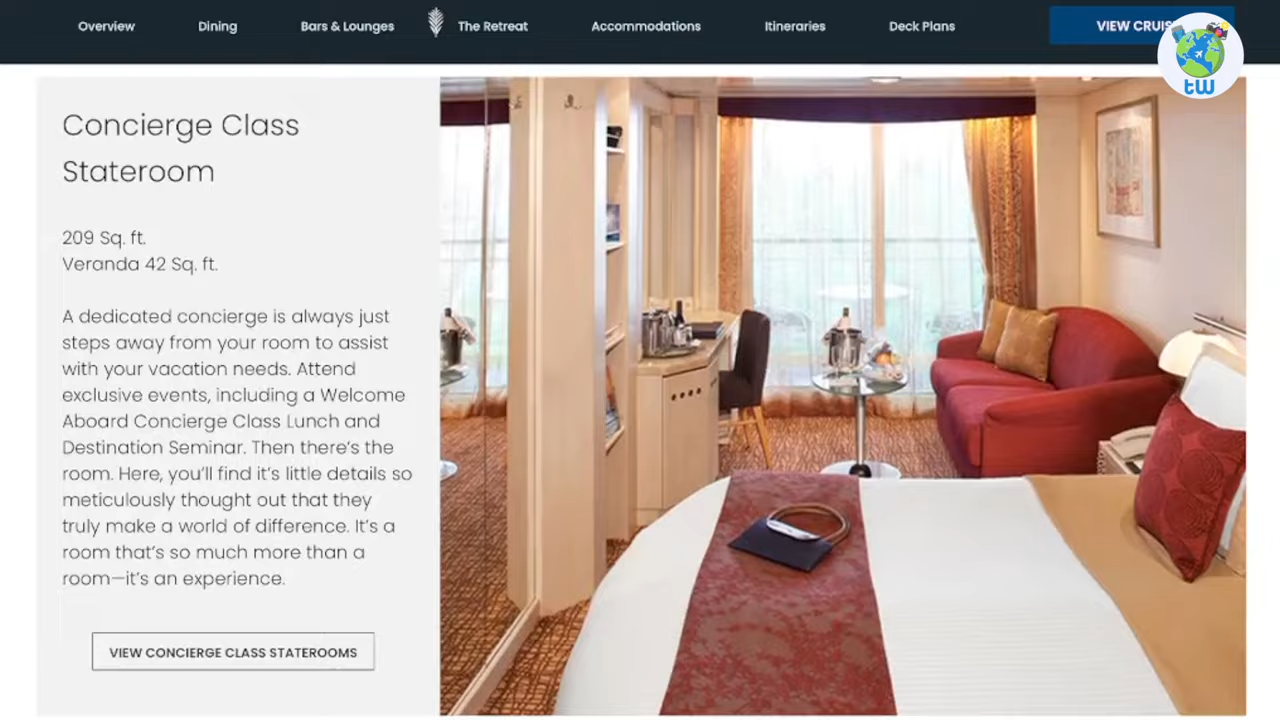 Overview
Dining
Bars & Lounges
The Retreat
Accommodations
Itineraries
Deck Plans
VIEW
tw
Concierge Class
Stateroom
209 Sq. ft.
Veranda 42 Sq. ft.
A dedicated concierge is always just
steps away from your room to assist
with your vacation needs. Attend
exclusive events, including a Welcome
Aboard Concierge Class Lunch and
Destination Seminar. Then there's the
room. Here, you'll find it's little details so
meticulously thought out that they
truly make a world of difference. It's a
room that's so much more than a
room—it's an experience.
VIEW CONCIERGE CLASS STATEROOMS